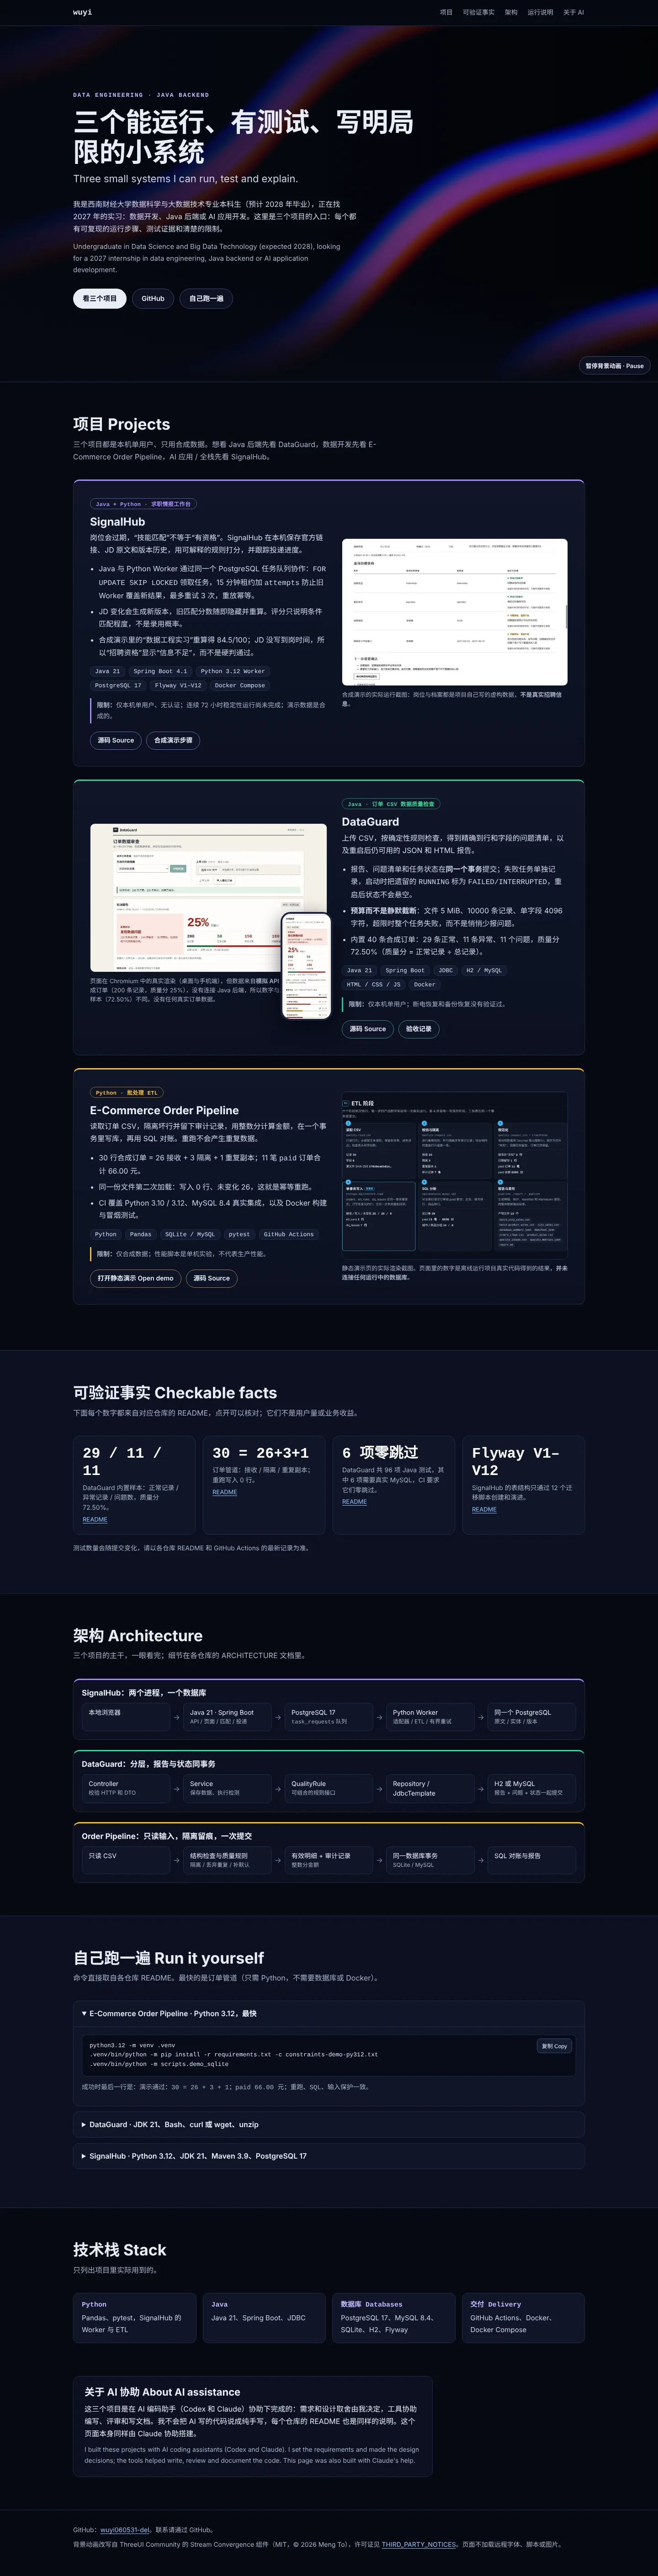 wuyi
项目 可验证事实 架构 运行说明 关于 AI
DATA ENGINEERING · JAVA BACKEND
三个能运行、有测试、写明局
限的小系统
Three small systems I can run, test and explain.
我是西南财经大学数据科学与大数据技术专业本科生（预计 2028 年毕业），正在找
2027 年的实习：数据开发、Java 后端或 AI 应用开发。这里是三个项目的入口：每个都
有可复现的运行步骤、测试证据和清楚的限制。
Undergraduate in Data Science and Big Data Technology (expected 2028), looking
for a 2027 internship in data engineering, Java backend or AI application
development.
看三个项目 GitHub 自己跑一遍
暂停背景动画 · Pause
项目 Projects
三个项目都是本机单用户、只用合成数据。想看 Java 后端先看 DataGuard，数据开发先看 E-
Commerce Order Pipeline，AI 应用 / 全栈先看 SignalHub。
Java + Python · 求职情报工作台
SignalHub
岗位会过期，“技能匹配”不等于“有资格”。SignalHub 在本机保存官方链
接、JD 原文和版本历史，用可解释的规则打分，并跟踪投递进度。
• Java 与 Python Worker 通过同一个 PostgreSQL 任务队列协作：FOR
UPDATE SKIP LOCKED 领取任务，15 分钟租约加 attempts 防止旧
Worker 覆盖新结果，最多重试 3 次，重放幂等。
• JD 变化会生成新版本，旧匹配分数随即隐藏并重算。评分只说明条件
匹配程度，不是录用概率。
• 合成演示里的“数据工程实习”重算得 84.5/100；JD 没写到岗时间，所
以“招聘资格”显示“信息不足”，而不是硬判通过。
Java 21 Spring Boot 4.1 Python 3.12 Worker
PostgreSQL 17 Flyway V1–V12 Docker Compose
限制：仅本机单用户、无认证；连续 72 小时稳定性运行尚未完成；演示数据是合
成的。
源码 Source 合成演示步骤
合成演示的实际运行截图：岗位与档案都是项目自己写的虚构数据，不是真实招聘信
息。
Java · 订单 CSV 数据质量检查
DataGuard
上传 CSV，按确定性规则检查，得到精确到行和字段的问题清单，以
及重启后仍可用的 JSON 和 HTML 报告。
• 报告、问题清单和任务状态在同一个事务提交；失败任务单独记
录，启动时把遗留的 RUNNING 标为 FAILED/INTERRUPTED，重
启后状态不会悬空。
• 预算而不是静默截断：文件 5 MiB、10000 条记录、单字段 4096
字符，超限时整个任务失败，而不是悄悄少报问题。
• 内置 40 条合成订单：29 条正常、11 条异常、11 个问题，质量分
72.50%（质量分 = 正常记录 ÷ 总记录）。
Java 21 Spring Boot JDBC H2 / MySQL
HTML / CSS / JS Docker
限制：仅本机单用户；断电恢复和备份恢复没有验证过。
源码 Source 验收记录
DataGuard
订单数据审查
25%
页面在 Chromium 中的真实渲染（桌面与手机端），但数据来自模拟 API
成订单（200 条记录，质量分 25%），没有连接 Java 后端，所以数字与
样本（72.50%）不同。没有任何真实订单数据。
Python · 批处理 ETL
E-Commerce Order Pipeline
读取订单 CSV，隔离坏行并留下审计记录，用整数分计算金额，在一个事
务里写库，再用 SQL 对账。重跑不会产生重复数据。
• 30 行合成订单 = 26 接收 + 3 隔离 + 1 重复副本；11 笔 paid 订单合
计 66.00 元。
• 同一份文件第二次加载：写入 0 行、未变化 26，这就是幂等重跑。
• CI 覆盖 Python 3.10 / 3.12、MySQL 8.4 真实集成，以及 Docker 构建
与冒烟测试。
Python Pandas SQLite / MySQL pytest GitHub Actions
限制：仅合成数据；性能脚本是单机实验，不代表生产性能。
打开静态演示 Open demo 源码 Source
ETL 阶段
静态演示页的实际渲染截图。页面里的数字是离线运行项目真实代码得到的结果，并未
连接任何运行中的数据库。
可验证事实 Checkable facts
下面每个数字都来自对应仓库的 README，点开可以核对；它们不是用户量或业务收益。
29 / 11 /
11
DataGuard 内置样本：正常记录 /
异常记录 / 问题数，质量分
72.50%。
README
30 = 26+3+1
订单管道：接收 / 隔离 / 重复副本；
重跑写入 0 行。
README
6 项零跳过
DataGuard 共 96 项 Java 测试，其
中 6 项需要真实 MySQL，CI 要求
它们零跳过。
README
Flyway V1–
V12
SignalHub 的表结构只通过 12 个迁
移脚本创建和演进。
README
测试数量会随提交变化，请以各仓库 README 和 GitHub Actions 的最新记录为准。
架构 Architecture
三个项目的主干，一眼看完；细节在各仓库的 ARCHITECTURE 文档里。
SignalHub：两个进程，一个数据库
本地浏览器 → Java 21 · Spring Boot → PostgreSQL 17 → Python Worker → 同一个 PostgreSQL
API / 页面 / 匹配 / 投递 task_requests 队列 适配器 / ETL / 有界重试 原文 / 实体 / 版本
DataGuard：分层，报告与状态同事务
Controller → Service → QualityRule → Repository / → H2 或 MySQL
校验 HTTP 和 DTO 保存数据、执行检测 可组合的规则接口 JdbcTemplate 报告 + 问题 + 状态一起提交
Order Pipeline：只读输入，隔离留痕，一次提交
只读 CSV → 结构检查与质量规则 → 有效明细 + 审计记录 → 同一数据库事务 → SQL 对账与报告
隔离 / 丢弃重复 / 补默认 整数分金额 SQLite / MySQL
自己跑一遍 Run it yourself
命令直接取自各仓库 README。最快的是订单管道（只需 Python，不需要数据库或 Docker）。
▼ E-Commerce Order Pipeline · Python 3.12，最快
python3.12 -m venv .venv
.venv/bin/python -m pip install -r requirements.txt -c constraints-demo-py312.txt
.venv/bin/python -m scripts.demo_sqlite
复制 Copy
成功时最后一行是：演示通过：30 = 26 + 3 + 1；paid 66.00 元；重跑、SQL、输入保护一致。
▶ DataGuard · JDK 21、Bash、curl 或 wget、unzip
▶ SignalHub · Python 3.12、JDK 21、Maven 3.9、PostgreSQL 17
技术栈 Stack
只列出项目里实际用到的。
Python
Pandas、pytest，SignalHub 的
Worker 与 ETL
Java
Java 21、Spring Boot、JDBC
数据库 Databases
PostgreSQL 17、MySQL 8.4、
SQLite、H2、Flyway
交付 Delivery
GitHub Actions、Docker、
Docker Compose
关于 AI 协助 About AI assistance
这三个项目是在 AI 编码助手（Codex 和 Claude）协助下完成的：需求和设计取舍由我决定，工具协助
编写、评审和写文档。我不会把 AI 写的代码说成纯手写，每个仓库的 README 也是同样的说明。这个
页面本身同样由 Claude 协助搭建。
I built these projects with AI coding assistants (Codex and Claude). I set the requirements and made the design
decisions; the tools helped write, review and document the code. This page was also built with Claude's help.
GitHub：wuyi060531-del。联系请通过 GitHub。
背景动画改写自 ThreeUI Community 的 Stream Convergence 组件（MIT，© 2026 Meng To），许可证见 THIRD_PARTY_NOTICES。页面不加载远程字体、脚本或图片。